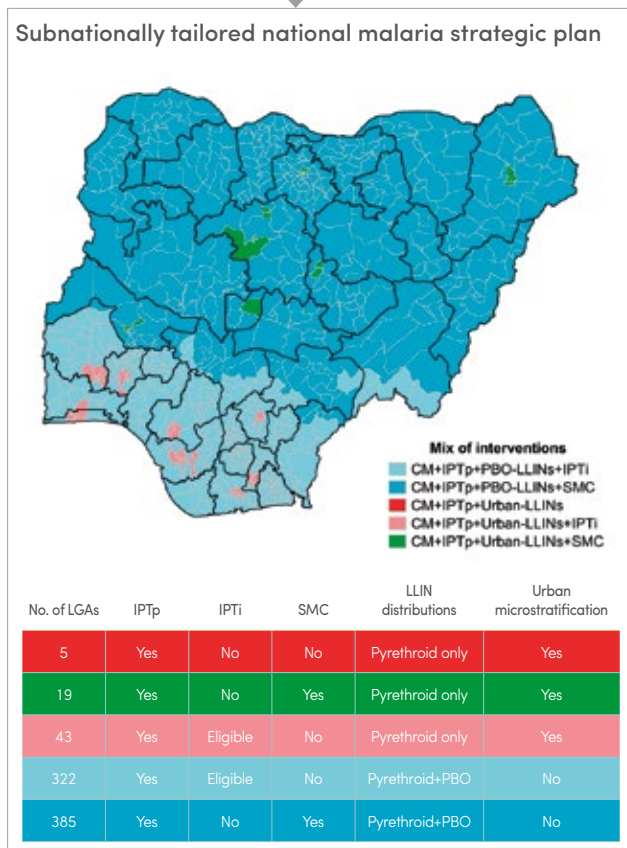 Subnationally tailored national malaria strategic plan
Mix of interventions
CM+IPTp+PBO-LLINs+IPTi
CM+IPTp+PBO-LLINs+SMC
CM+IPTp+Urban-LLINs
CM+IPTp+Urban-LLINs+IPTi
CM+IPTp+Urban-LLINs+SMC
No. of LGAs IPTp IPTi SMC LLIN distributions Urban microstratification
5 Yes No No Pyrethroid only Yes
19 Yes No Yes Pyrethroid only Yes
43 Yes Eligible No Pyrethroid only Yes
322 Yes Eligible No Pyrethroid+PBO No
385 Yes No Yes Pyrethroid+PBO No